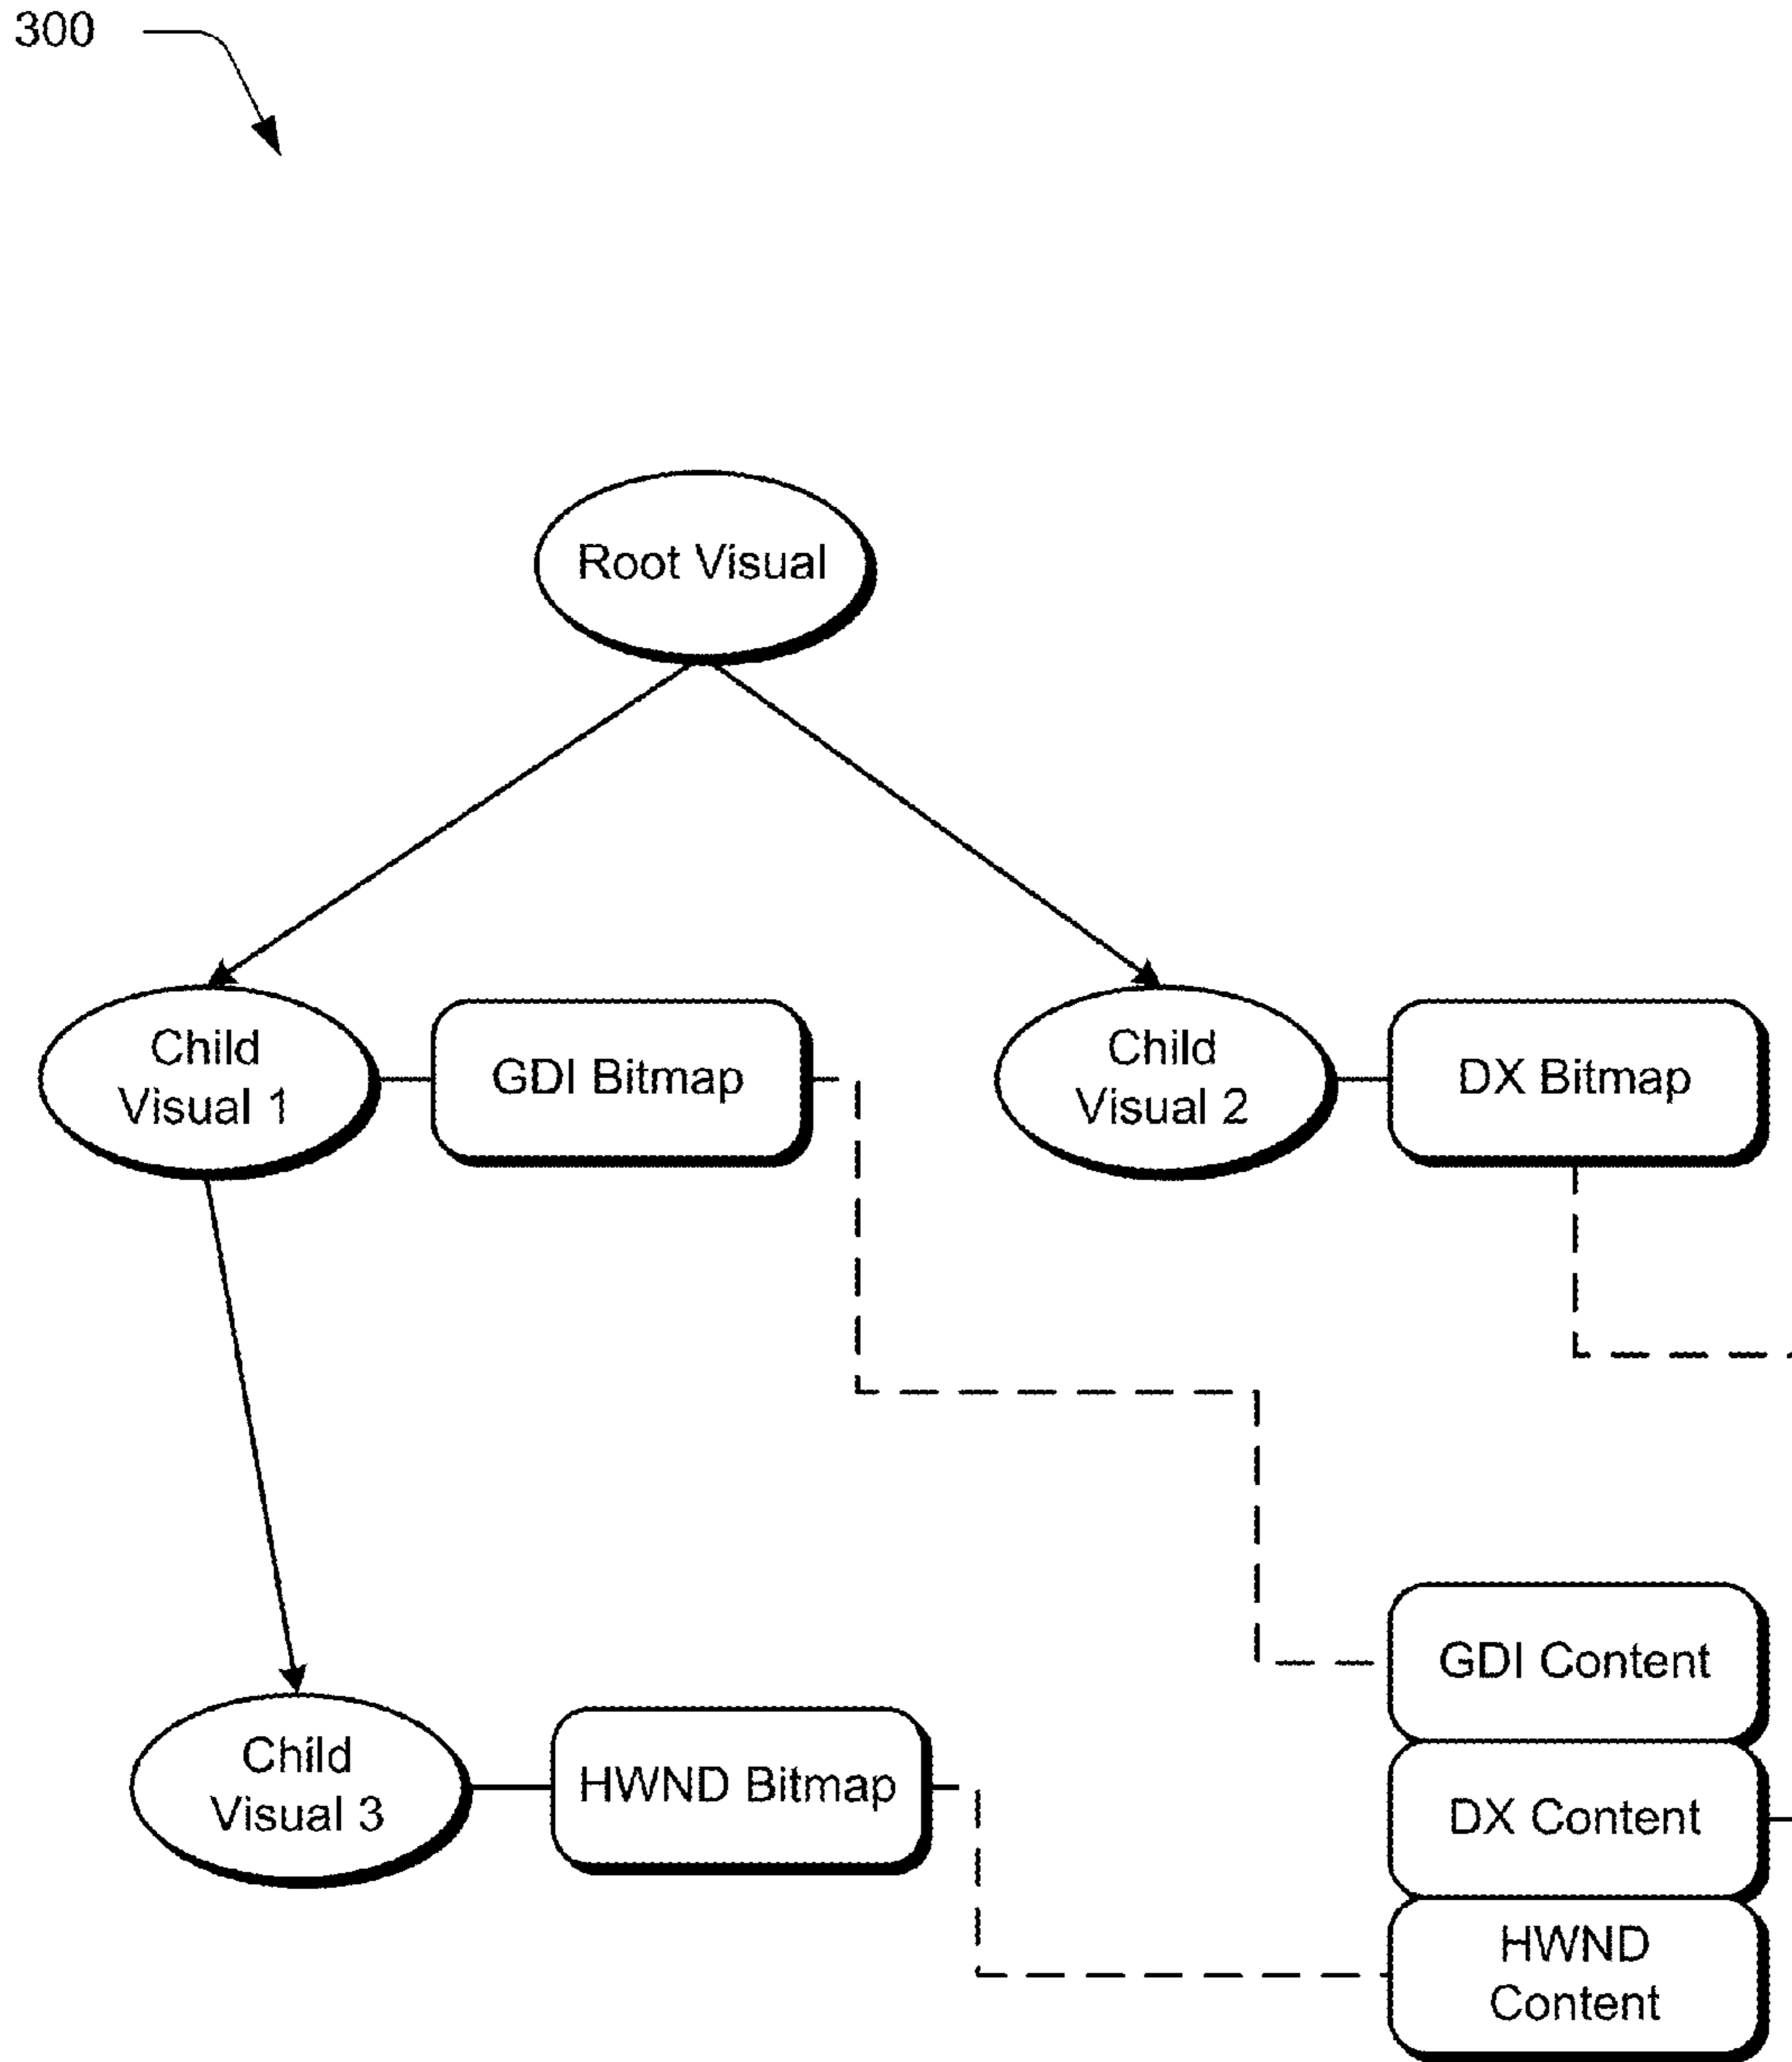 300
Root Visual
Child
Visual 1
GDI Bitmap
Child
Visual 2
DX Bitmap
GDI Content
Child
Visual 3
HWND Bitmap
DX Content
HWND
Content